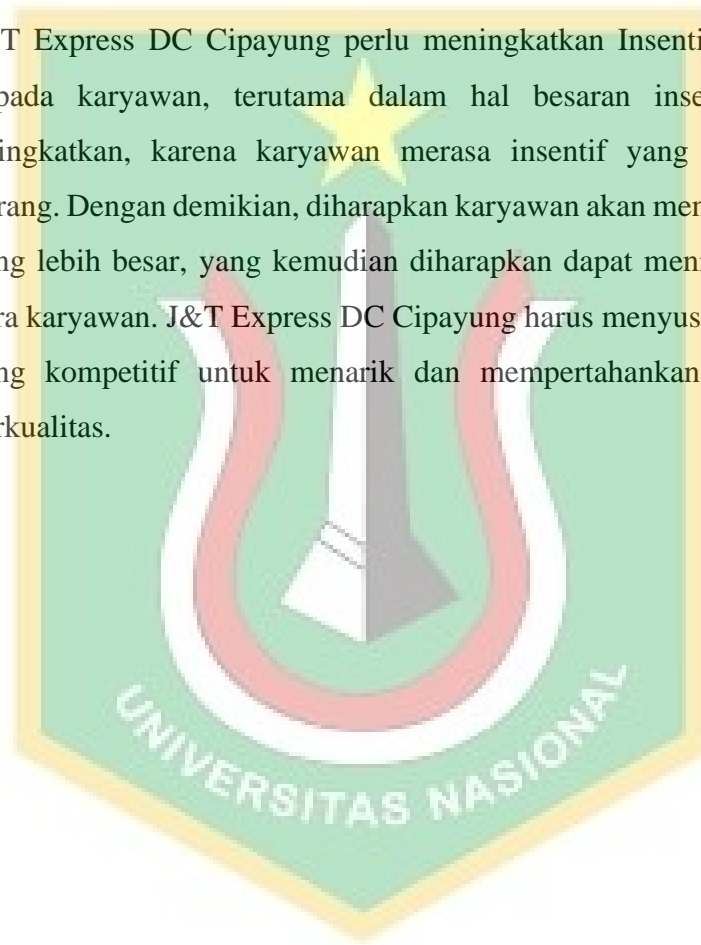 T Express DC Cipayung perlu meningkatkan Insenti
pada karyawan, terutama dalam hal besaran inse
ingkatkan, karena karyawan merasa insentif yang
rang. Dengan demikian, diharapkan karyawan akan men
ng lebih besar, yang kemudian diharapkan dapat men
ra karyawan. J&T Express DC Cipayung harus menyus
ng kompetitif untuk menarik dan mempertahankan
rkualitas.
UNIVERSITAS NASIONAL